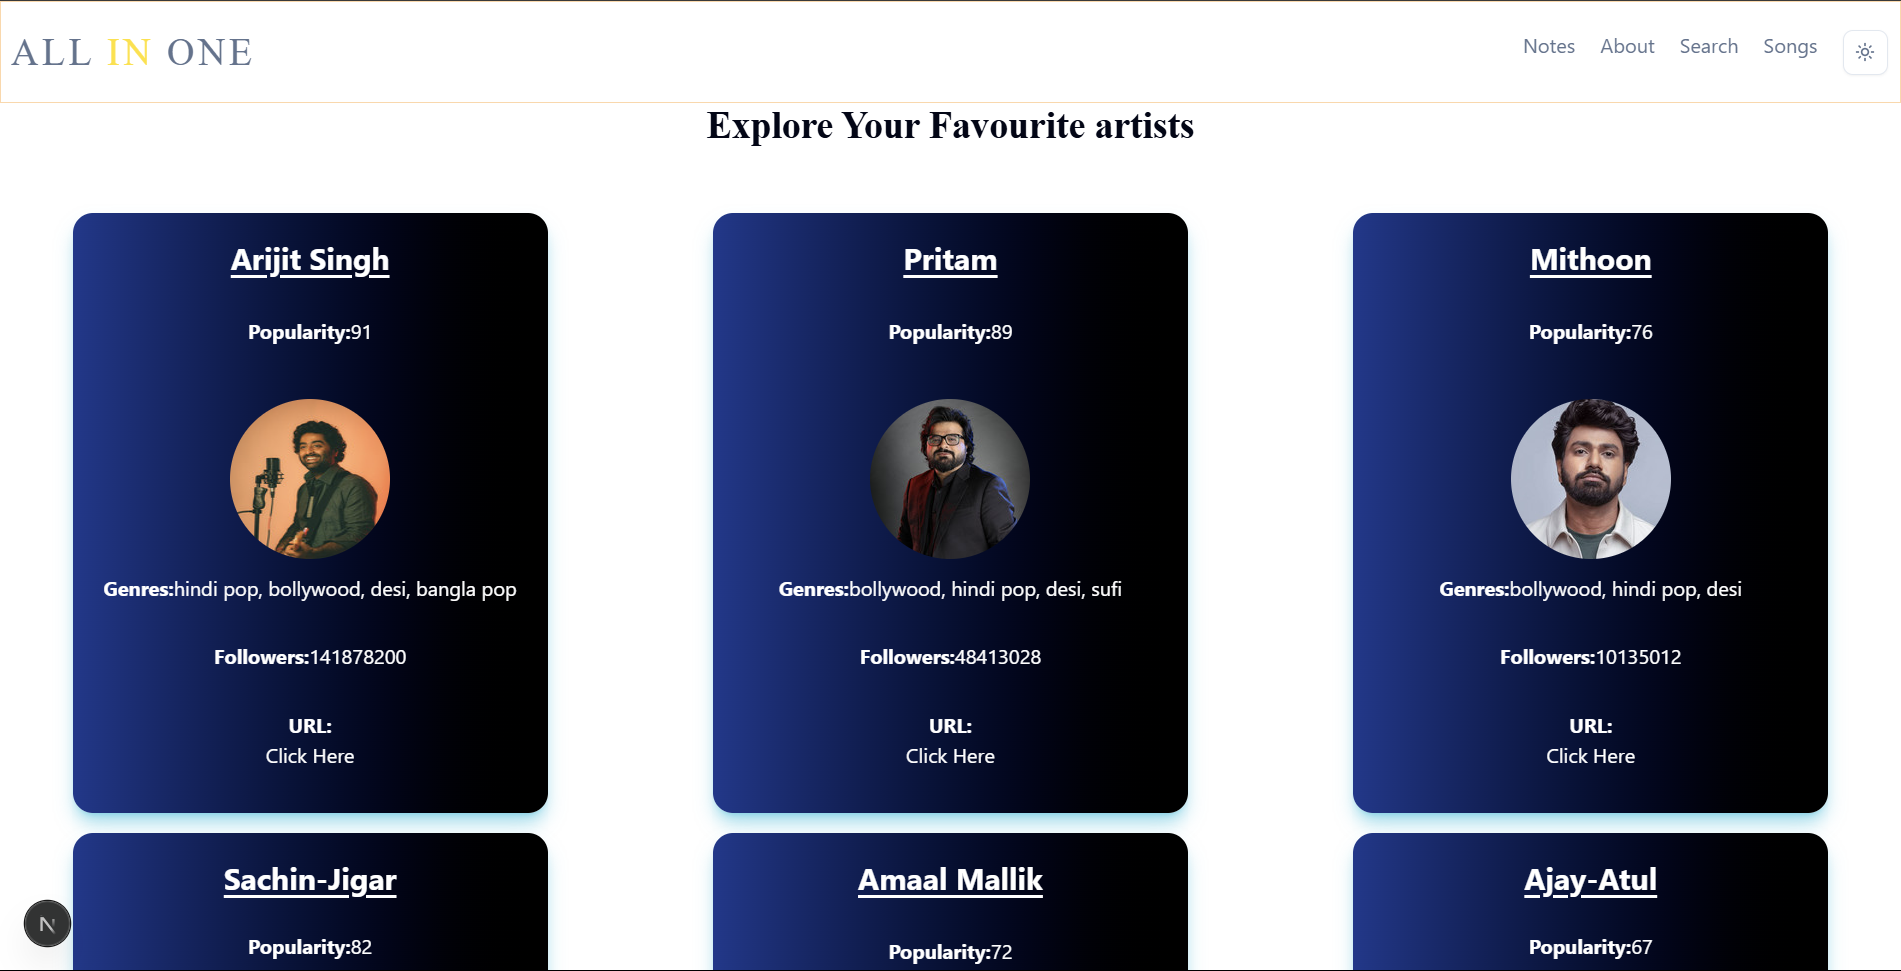 ALL IN ONE
Notes About Search Songs
Explore Your Favourite artists
Arijit Singh
Popularity:91
Genres:hindi pop, bollywood, desi, bangla pop
Followers:141878200
URL:
Click Here
Pritam
Popularity:89
Genres:bollywood, hindi pop, desi, sufi
Followers:48413028
URL:
Click Here
Mithoon
Popularity:76
Genres:bollywood, hindi pop, desi
Followers:10135012
URL:
Click Here
Sachin-Jigar
Popularity:82
Amaal Mallik
Popularity:72
Ajay-Atul
Popularity:67
N